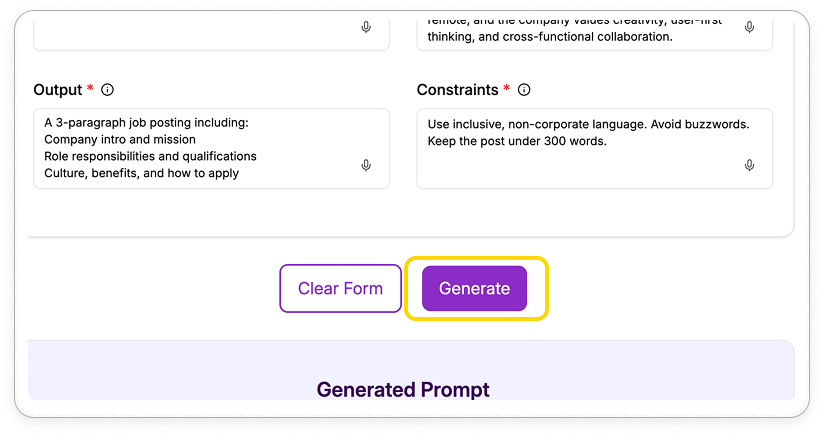 remote, and the company values creativity, user-first
thinking, and cross-functional collaboration.
Output * 
A 3-paragraph job posting including:
Company intro and mission
Role responsibilities and qualifications
Culture, benefits, and how to apply
Constraints *
Use inclusive, non-corporate language. Avoid buzzwords.
Keep the post under 300 words.
Clear Form
Generate
Generated Prompt